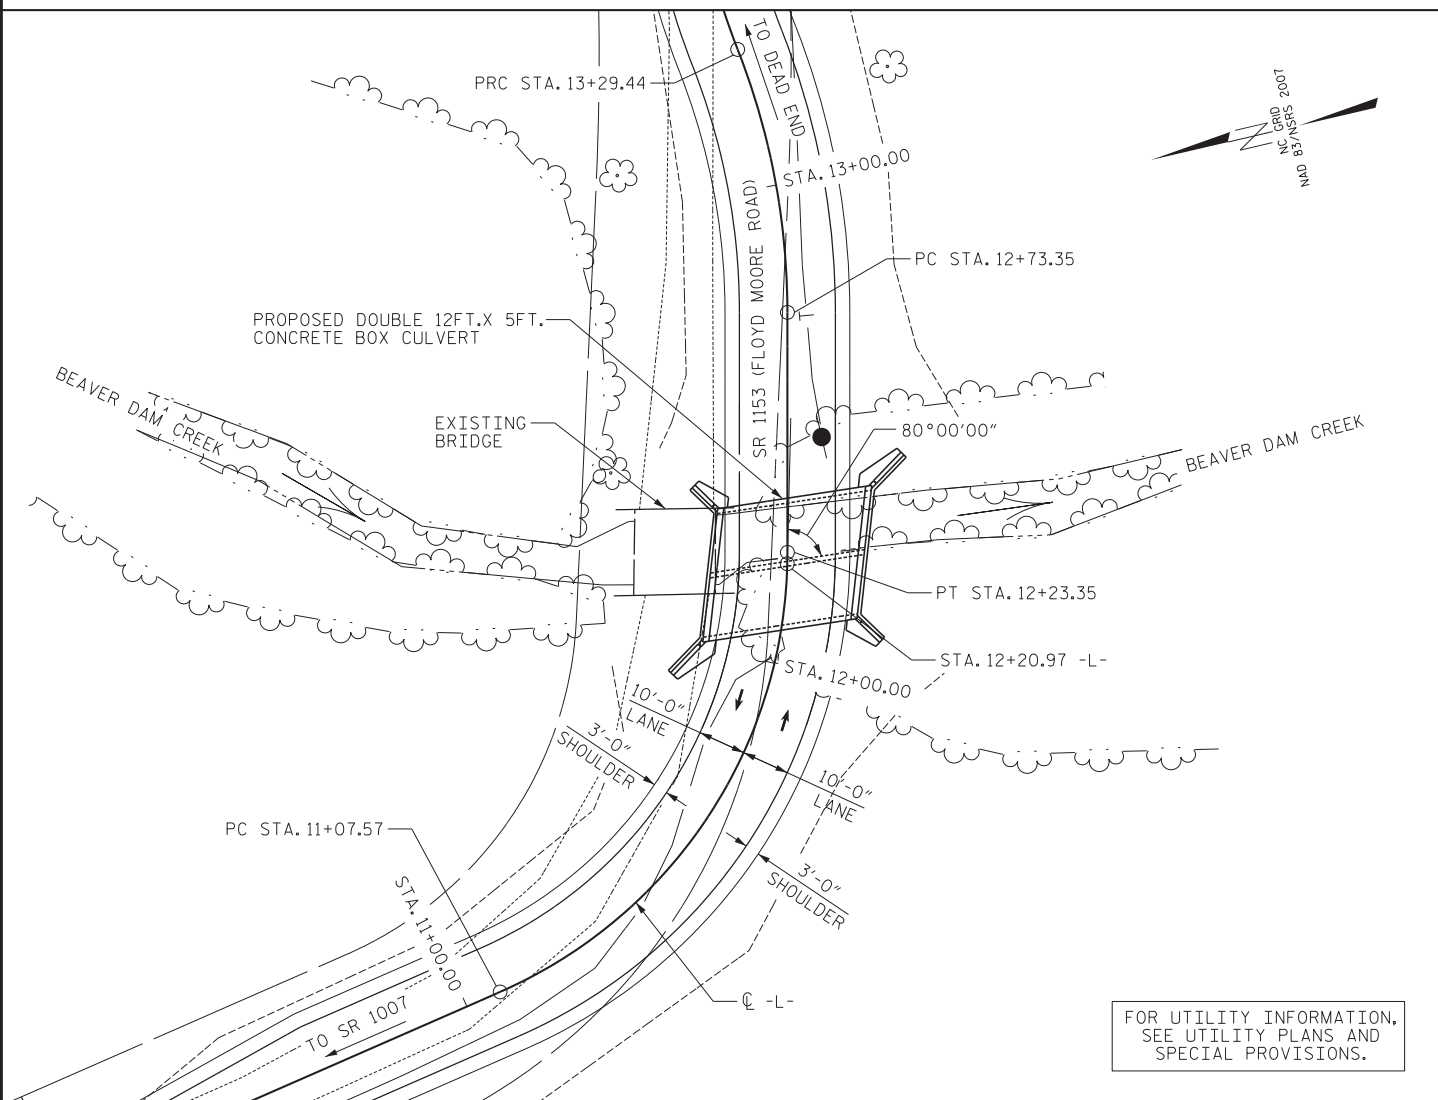 TO DEAD END
PRC STA. 13+29.44
NC GRID
NAD 83/NSRS 2007
STA. 13+00.00
SR 1153 (FLOYD MOORE ROAD)
PC STA. 12+73.35
PROPOSED DOUBLE 12FT. X 5FT.
CONCRETE BOX CULVERT
BEAVER DAM CREEK
EXISTING
BRIDGE
80°00'00"
BEAVER DAM CREEK
PT STA. 12+23.35
STA. 12+20.97 -L-
STA. 12+00.00
10'-0"
LANE
3'-0"
SHOULDER
10'-0"
LANE
3'-0"
SHOULDER
PC STA. 11+07.57
STA. 11+00.00
℄ -L-
TO SR 1007
FOR UTILITY INFORMATION,
SEE UTILITY PLANS AND
SPECIAL PROVISIONS.